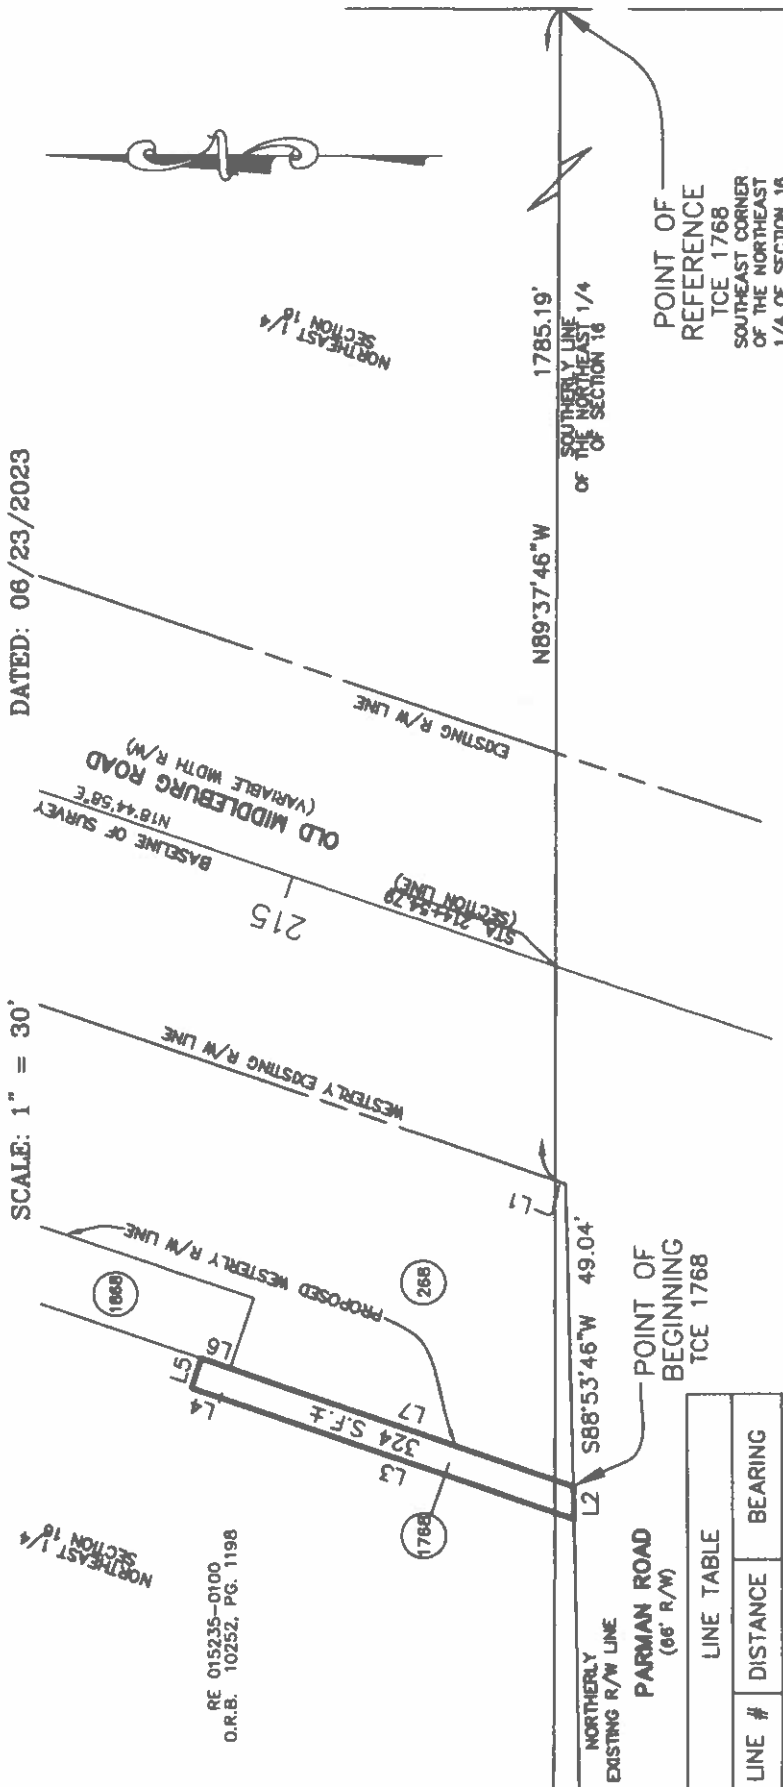 SCALE: 1" = 30'
DATED: 06/23/2023
NORTHEAST 1/4
SECTION 16
RE 015235-0100
O.R.B. 10252, PG. 1198
1868
PROPOSED WESTERLY R/W LINE
L5
L6
L4
324 S.F.±
L3
L7
1768
268
L2
WESTERLY EXISTING R/W LINE
L1
BASELINE OF SURVEY
N18°44'58"E
OLD MIDDLEBURG ROAD
(VARIABLE WIDTH R/W)
215
STA. 214+54.79
(SECTION LINE)
EXISTING R/W LINE
NORTHEAST 1/4
SECTION 16
N89°37'46"W
1785.19'
SOUTHERLY LINE
OF THE NORTHEAST 1/4
OF SECTION 16
S88°53'46"W 49.04'
NORTHERLY
EXISTING R/W LINE
PARMAN ROAD
(66' R/W)
POINT OF
BEGINNING
TCE 1768
POINT OF
REFERENCE
TCE 1768
SOUTHEAST CORNER
OF THE NORTHEAST
1/4 OF SECTION 16
LINE TABLE
LINE # DISTANCE BEARING